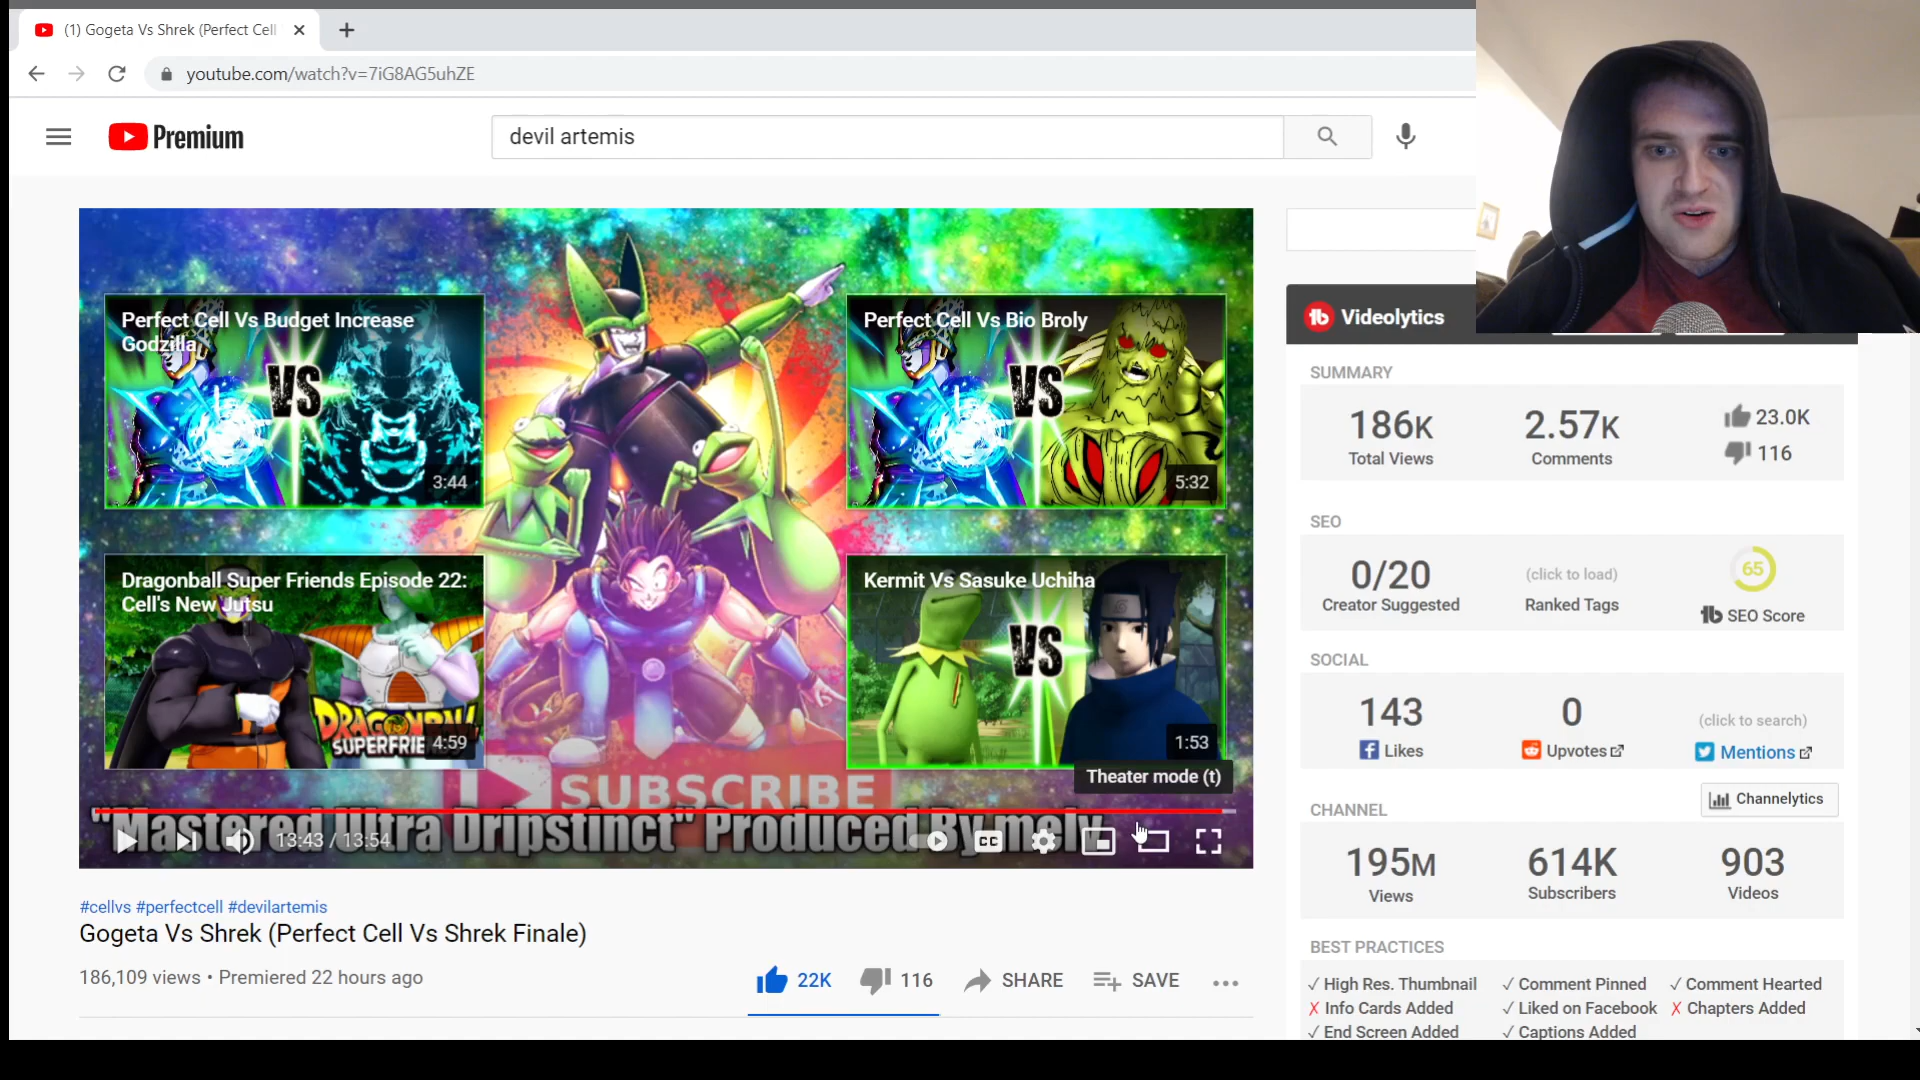 (1) Gogeta Vs Shrek (Perfect Cell
youtube.com/watch?v=7iG8AG5uhZE
Premium
devil artemis
Perfect Cell Vs Budget Increase
Godzilla
VS
3:44
Perfect Cell Vs Bio Broly
VS
5:32
Dragonball Super Friends Episode 22:
Cell's New Jutsu
DRAGONBALL
SUPERFRIE
4:59
Kermit Vs Sasuke Uchiha
VS
1:53
Theater mode (t)
SUBSCRIBE
"Mastered Ultra Dripstinct" Produced By mely
13:43 / 13:54
CC
#cellvs #perfectcell #devilartemis
Gogeta Vs Shrek (Perfect Cell Vs Shrek Finale)
186,109 views • Premiered 22 hours ago
22K
116
SHARE
SAVE
Videolytics
SUMMARY
186K
Total Views
2.57K
Comments
23.0K
116
SEO
0/20
Creator Suggested
(click to load)
Ranked Tags
65
SEO Score
SOCIAL
143
Likes
0
Upvotes
(click to search)
Mentions
CHANNEL
Channelytics
195M
Views
614K
Subscribers
903
Videos
BEST PRACTICES
✓ High Res. Thumbnail
✓ Comment Pinned
✓ Comment Hearted
✗ Info Cards Added
✓ Liked on Facebook
✗ Chapters Added
✓ End Screen Added
✓ Captions Added